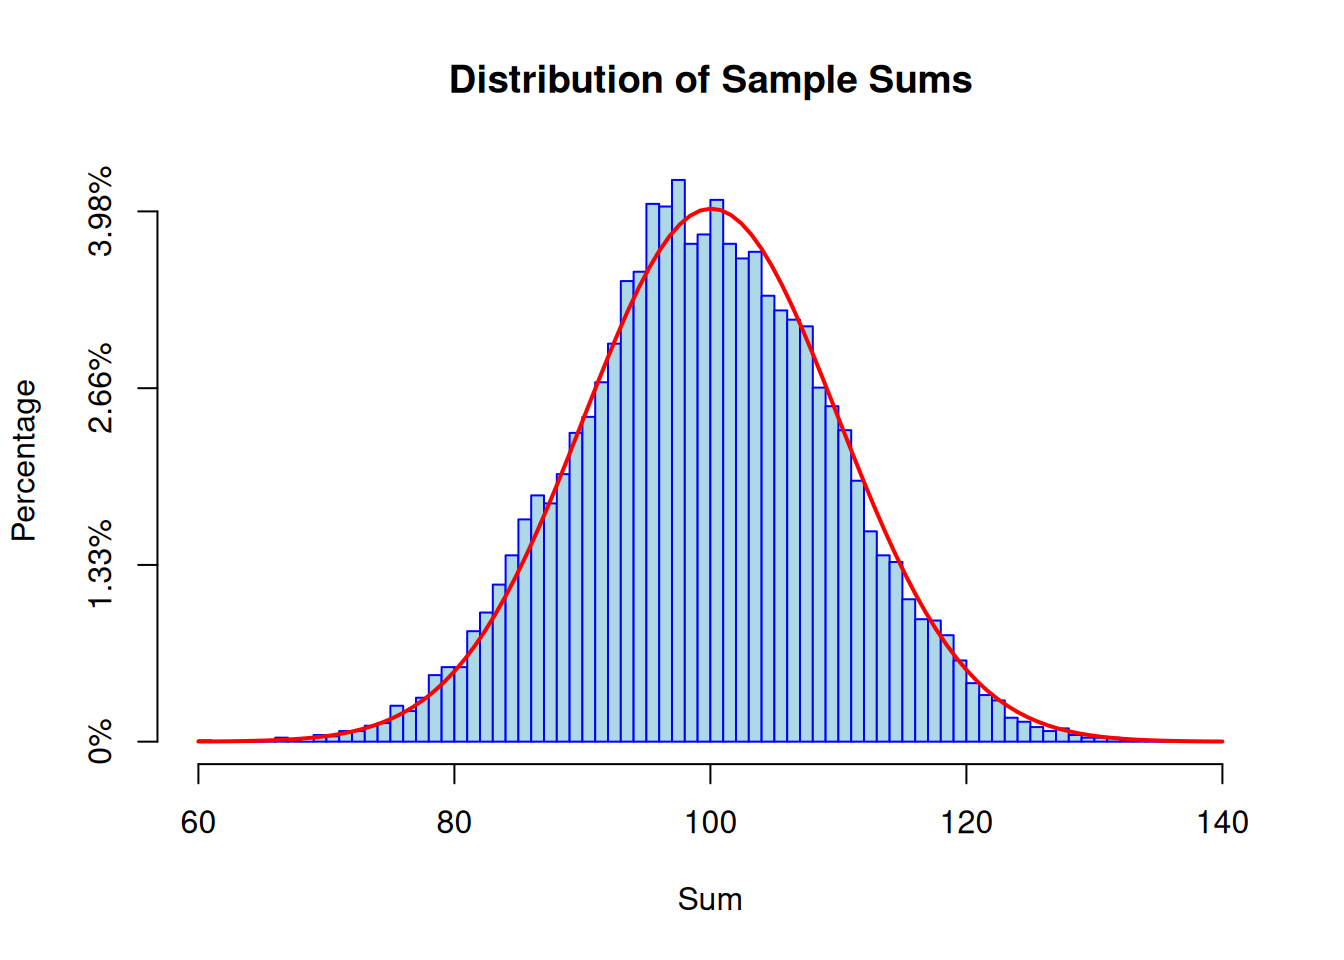 Distribution of Sample Sums
Percentage
3.98%
2.66%
1.33%
0%
60 80 100 120 140
Sum